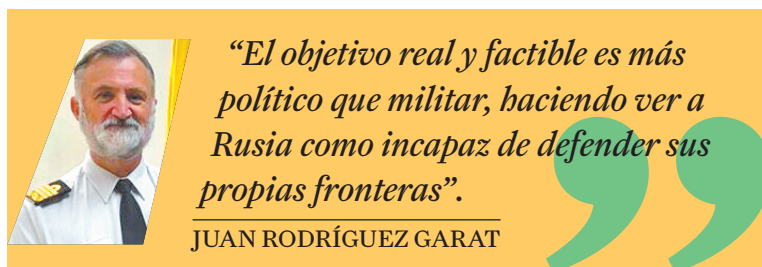 “El objetivo real y factible es más
político que militar, haciendo ver a
Rusia como incapaz de defender sus
propias fronteras”.
JUAN RODRÍGUEZ GARAT